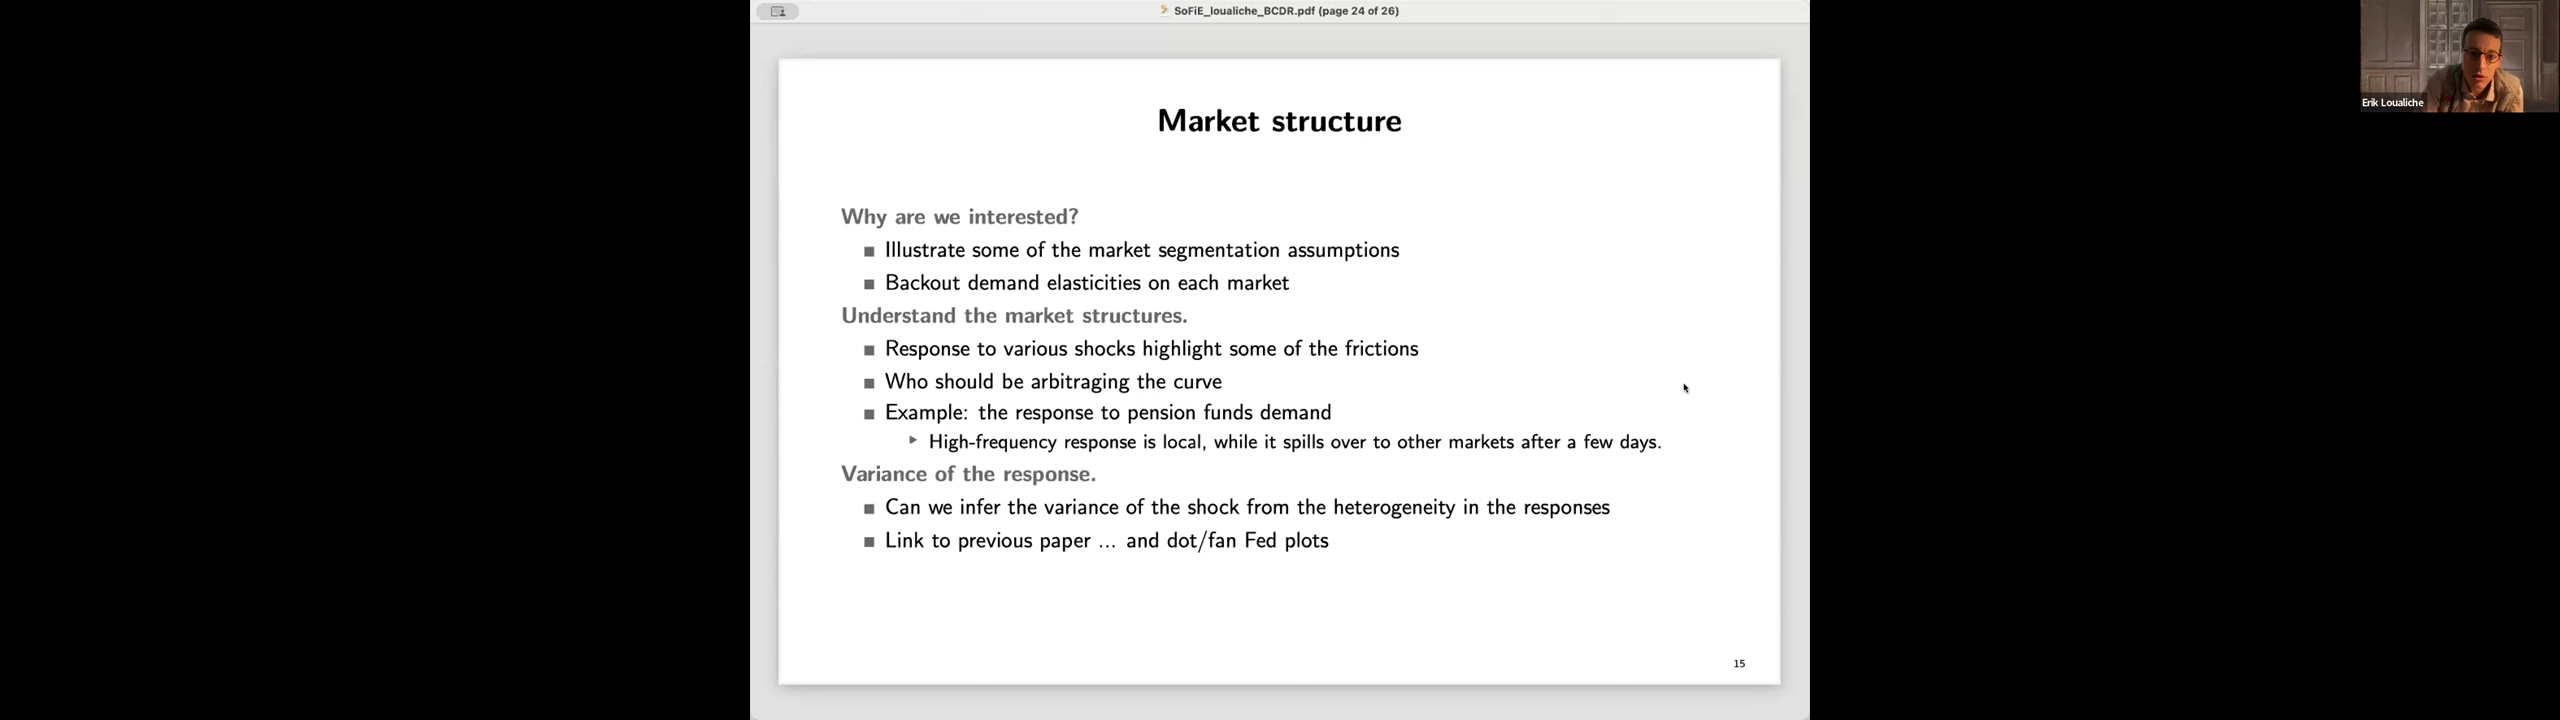 SoFiE_loualiche_BCDR.pdf (page 24 of 26)
Erik Loualiche
Market structure
Why are we interested?
Illustrate some of the market segmentation assumptions
Backout demand elasticities on each market
Understand the market structures.
Response to various shocks highlight some of the frictions
Who should be arbitraging the curve
Example: the response to pension funds demand
High-frequency response is local, while it spills over to other markets after a few days.
Variance of the response.
Can we infer the variance of the shock from the heterogeneity in the responses
Link to previous paper ... and dot/fan Fed plots
15